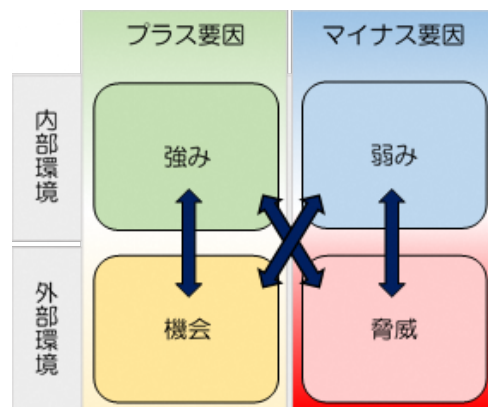 プラス要因
マイナス要因
内部環境
強み
弱み
外部環境
機会
脅威